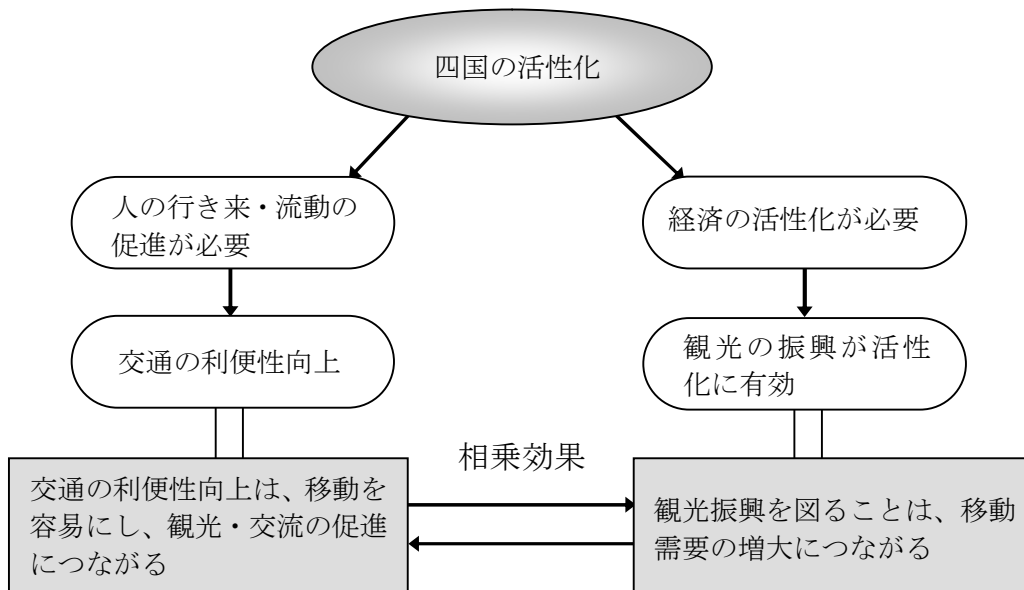 四国の活性化
人の行き来・流動の
促進が必要
経済の活性化が必要
交通の利便性向上
観光の振興が活性
化に有効
相乗効果
交通の利便性向上は、移動を
容易にし、観光・交流の促進
につながる
観光振興を図ることは、移動
需要の増大につながる